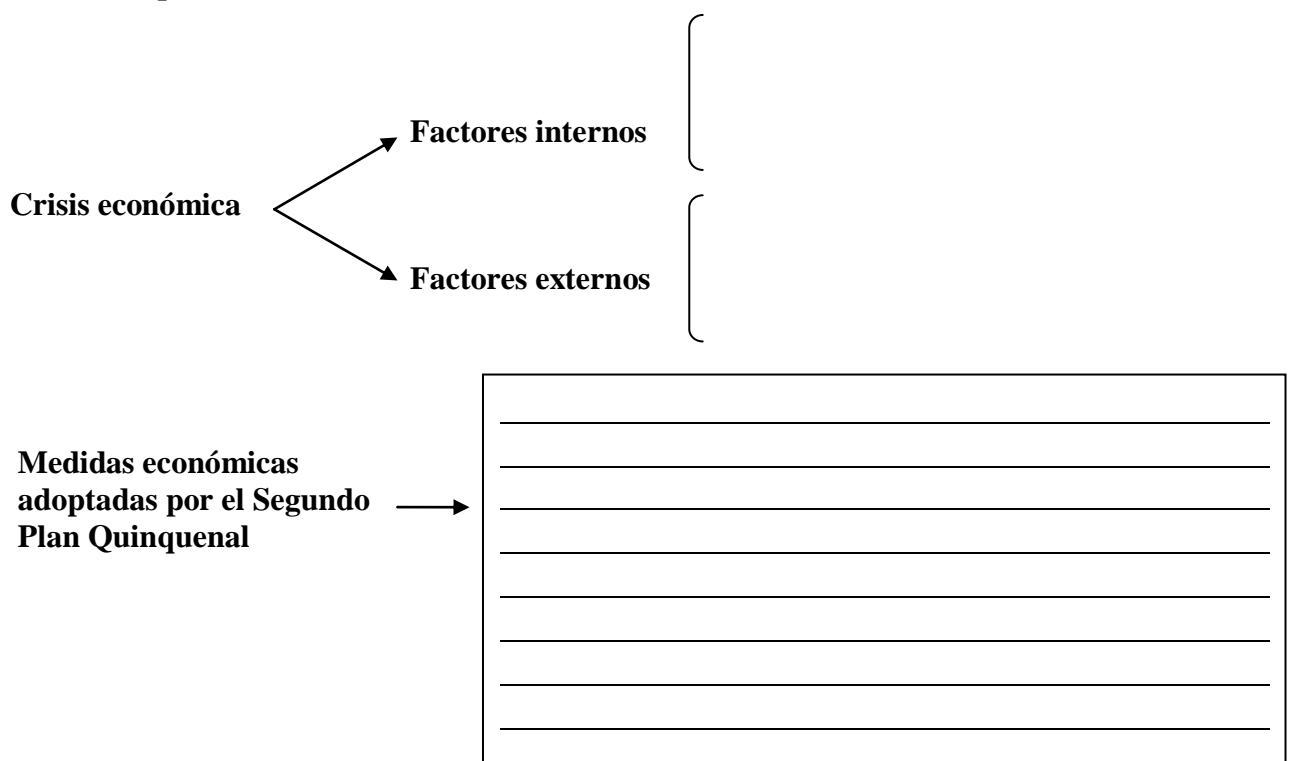 Factores internos
Crisis económica
Factores externos
Medidas económicas
adoptadas por el Segundo
Plan Quinquenal